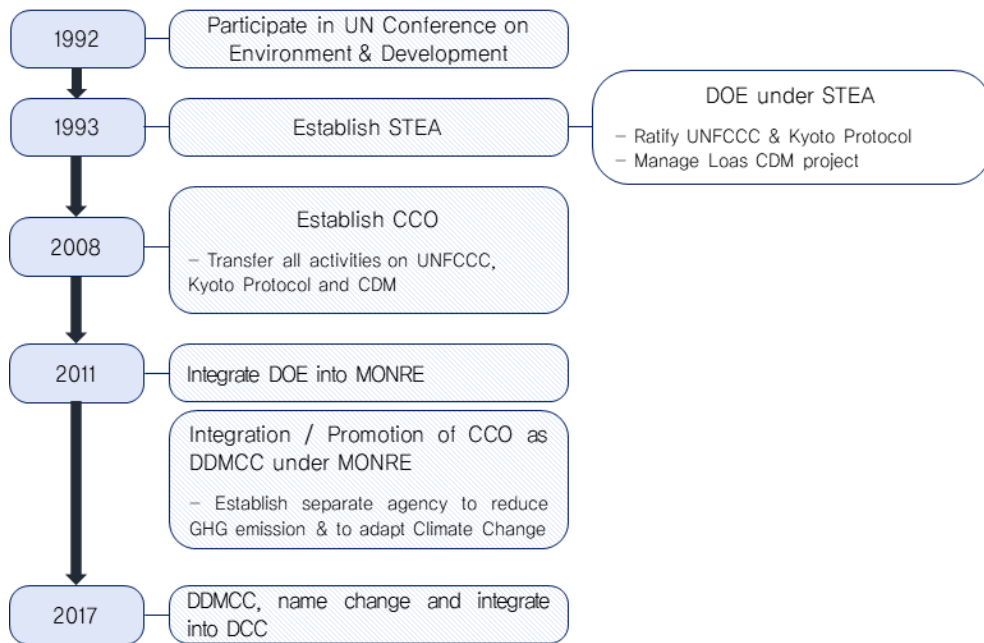 1992
Participate in UN Conference on
Environment & Development
1993
Establish STEA
DOE under STEA
– Ratify UNFCCC & Kyoto Protocol
– Manage Loas CDM project
2008
Establish CCO
– Transfer all activities on UNFCCC,
Kyoto Protocol and CDM
2011
Integrate DOE into MONRE
Integration / Promotion of CCO as
DDMCC under MONRE
– Establish separate agency to reduce
GHG emission & to adapt Climate Change
2017
DDMCC, name change and integrate
into DCC